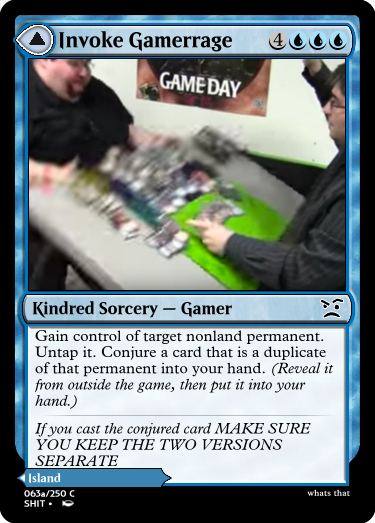 Invoke Gamerrage 4
GAMEDAY
Kindred Sorcery — Gamer
Gain control of target nonland permanent.
Untap it. Conjure a card that is a duplicate
of that permanent into your hand. (Reveal it
from outside the game, then put it into your
hand.)
If you cast the conjured card MAKE SURE
YOU KEEP THE TWO VERSIONS
SEPARATE
Island
063a/250 C
SHIT •
whats that